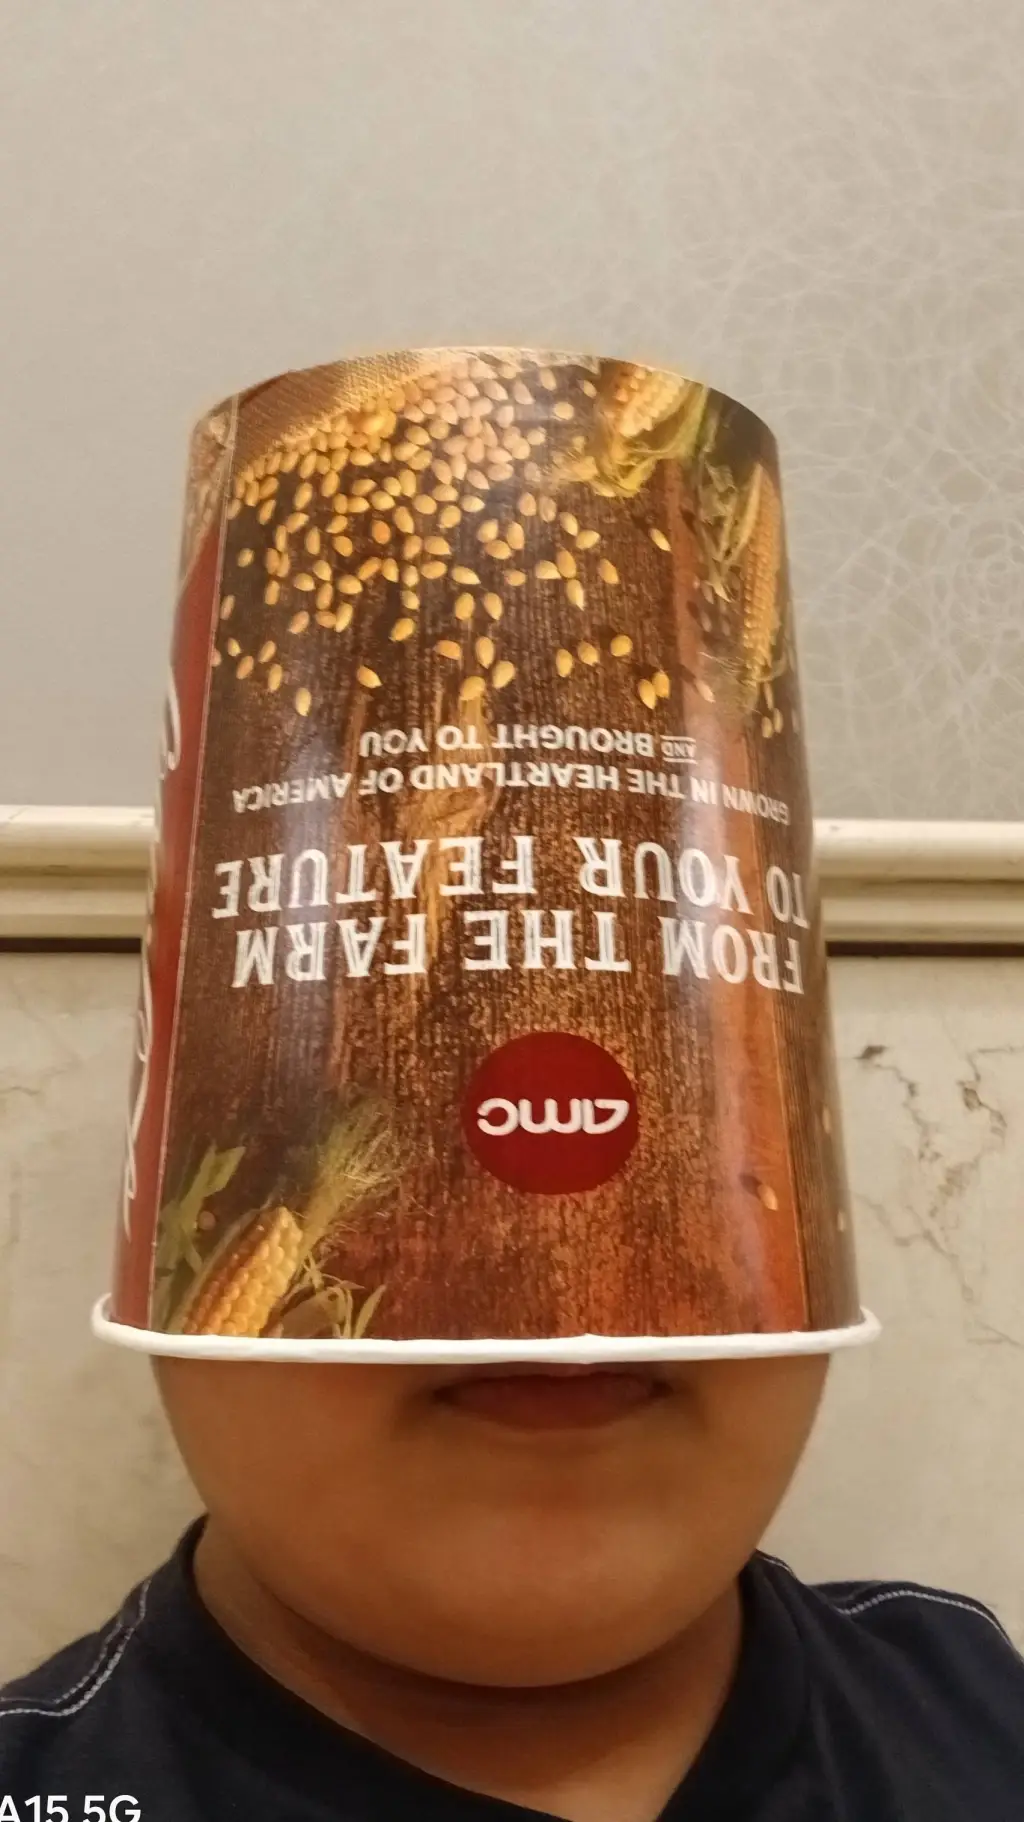 amc
FROM THE FARM
TO YOUR FEATURE
GROWN IN THE HEARTLAND OF AMERICA
AND BROUGHT TO YOU
A15 5G